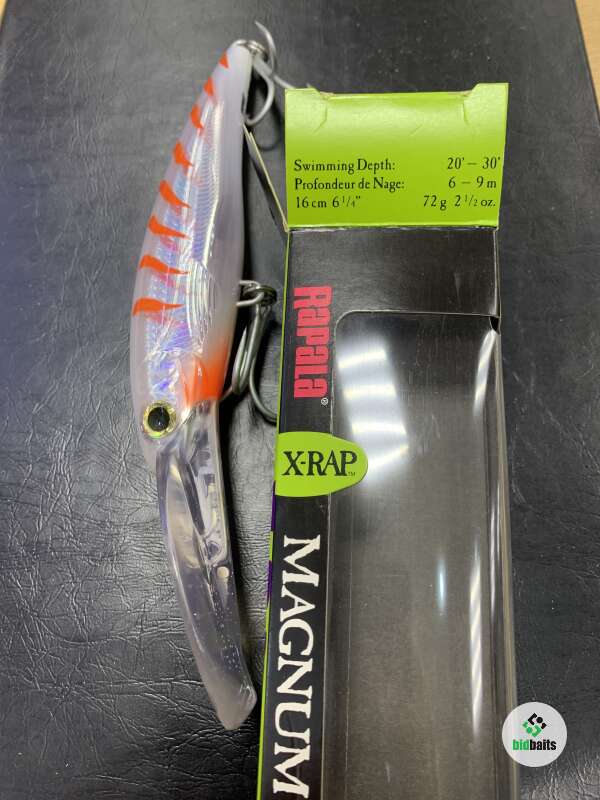 Swimming Depth: 20' – 30'
Profondeur de Nage: 6 – 9 m
16 cm 6 1/4" 72 g 2 1/2 oz.
Rapala®
X-RAP™
MAGNUM
bidbaits